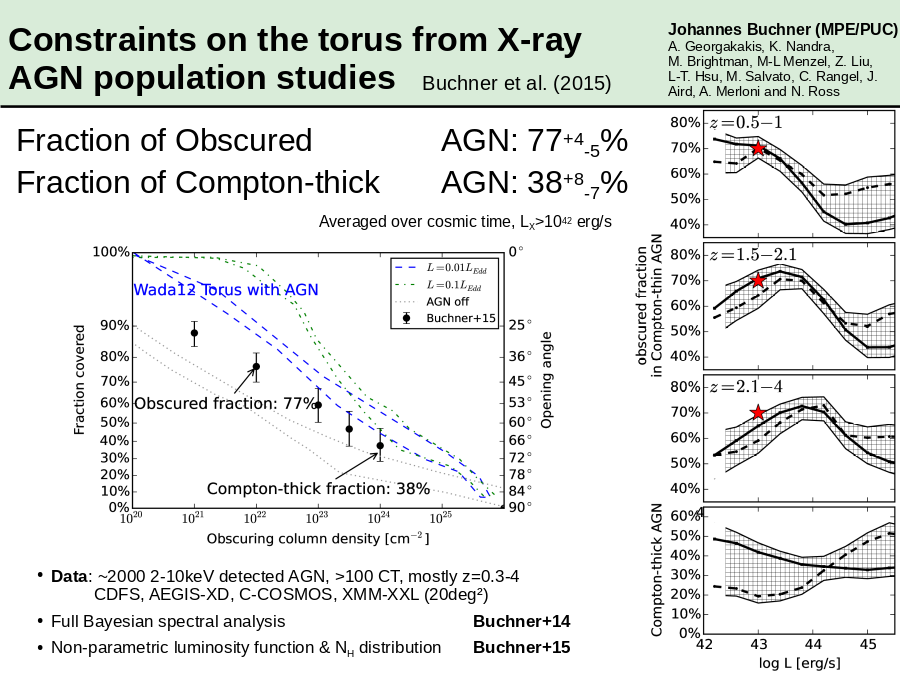 Constraints on the torus from X-ray
AGN population studies Buchner et al. (2015)
Johannes Buchner (MPE/PUC)
A. Georgakakis, K. Nandra,
M. Brightman, M-L Menzel, Z. Liu,
L-T. Hsu, M. Salvato, C. Rangel, J.
Aird, A. Merloni and N. Ross
Fraction of Obscured AGN: 77+4-5%
Fraction of Compton-thick AGN: 38+8-7%
Averaged over cosmic time, LX>10^42 erg/s
100%
90%
80%
70%
60%
50%
40%
30%
20%
10%
0%
Fraction covered
Wada12 Torus with AGN
L=0.01L_Edd
L=0.1L_Edd
AGN off
Buchner+15
Obscured fraction: 77%
Compton-thick fraction: 38%
0°
25°
36°
45°
53°
60°
66°
72°
78°
84°
90°
Opening angle
10^20 10^21 10^22 10^23 10^24 10^25
Obscuring column density [cm^−2]
• Data: ~2000 2-10keV detected AGN, >100 CT, mostly z=0.3-4
CDFS, AEGIS-XD, C-COSMOS, XMM-XXL (20deg²)
• Full Bayesian spectral analysis Buchner+14
• Non-parametric luminosity function & NH distribution Buchner+15
obscured fraction
in Compton-thin AGN
z=0.5−1
80%
70%
60%
50%
40%
z=1.5−2.1
80%
70%
60%
50%
40%
z=2.1−4
80%
70%
60%
50%
40%
Compton-thick AGN
60%
50%
40%
30%
20%
10%
0%
42 43 44 45
log L [erg/s]